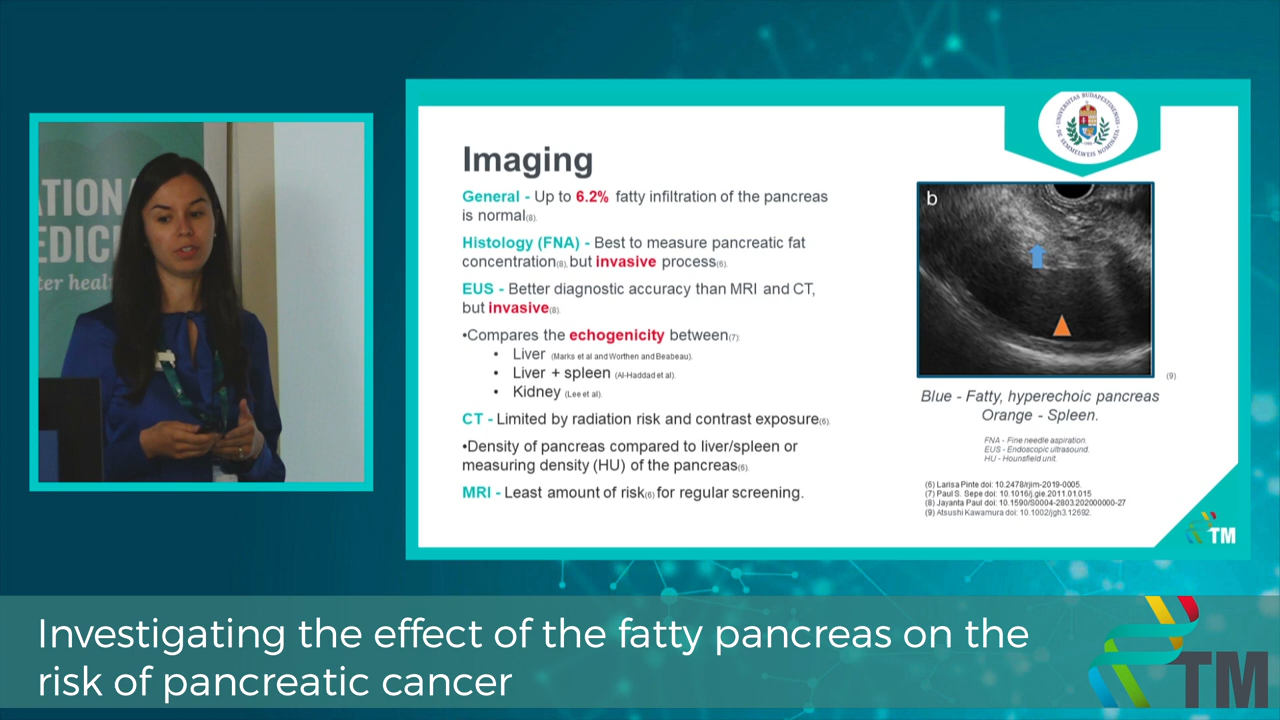 ATION
EDIC
ter heal
Imaging
UNIVERSITAS BUDAPESTINENSIS
DE SEMMELWEIS NOMINATA
General - Up to 6.2% fatty infiltration of the pancreas
is normal(8).
Histology (FNA) - Best to measure pancreatic fat
concentration(8), but invasive process(6).
EUS - Better diagnostic accuracy than MRI and CT,
but invasive(8).
•Compares the echogenicity between(7):
• Liver (Marks et al and Worthen and Beabeau).
• Liver + spleen (Al-Haddad et al).
• Kidney (Lee et al).
CT - Limited by radiation risk and contrast exposure(6).
•Density of pancreas compared to liver/spleen or
measuring density (HU) of the pancreas(6).
MRI - Least amount of risk(6) for regular screening.
b
(9)
Blue - Fatty, hyperechoic pancreas
Orange - Spleen.
FNA - Fine needle aspiration.
EUS - Endoscopic ultrasound.
HU - Hounsfield unit.
(6) Larisa Pinte doi: 10.2478/rjim-2019-0005.
(7) Paul S. Sepe doi: 10.1016/j.gie.2011.01.015
(8) Jayanta Paul doi: 10.1590/S0004-2803.202000000-27
(9) Atsushi Kawamura doi: 10.1002/jgh3.12692.
TM
Investigating the effect of the fatty pancreas on the
risk of pancreatic cancer
TM